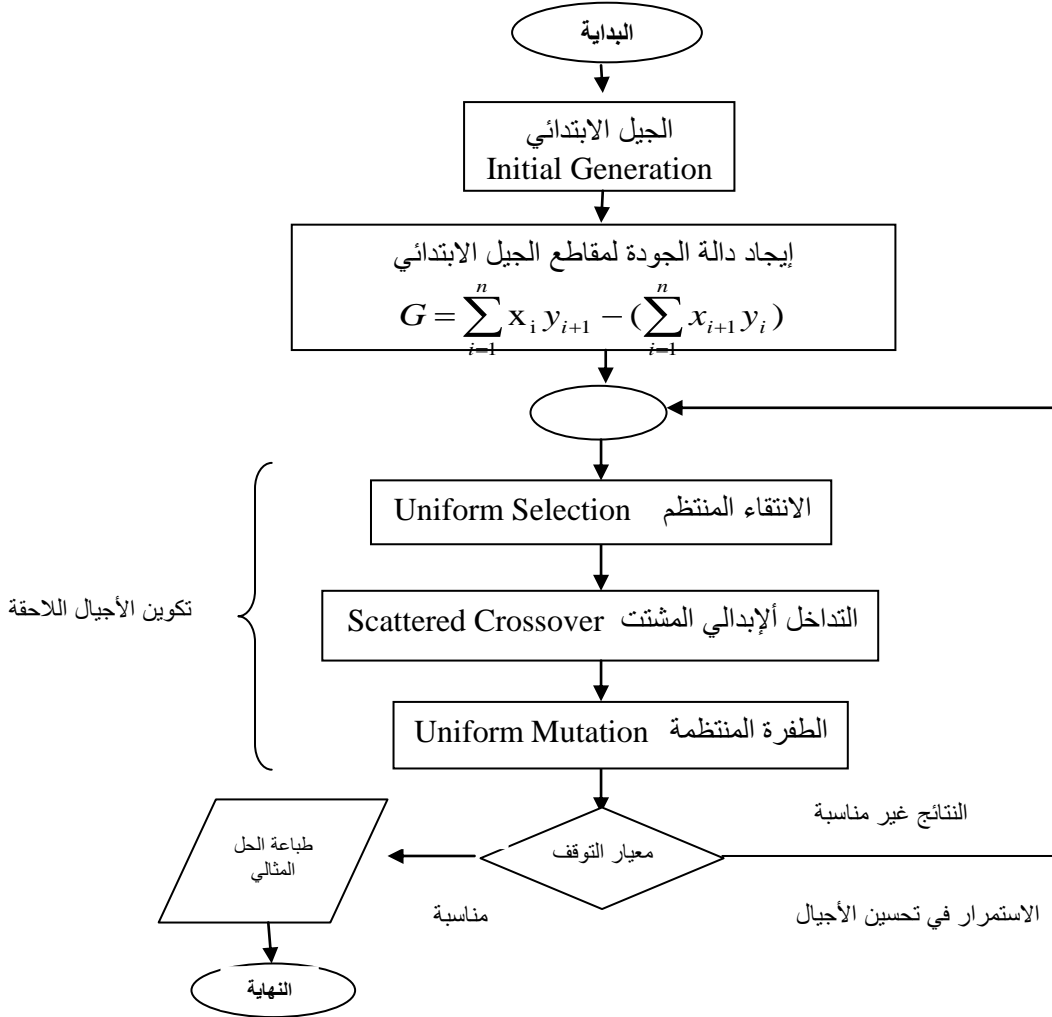 البداية
الجيل الابتدائي
Initial Generation
إيجاد دالة الجودة لمقاطع الجيل الابتدائي
G = \sum_{i=1}^{n} x_i y_{i+1} - (\sum_{i=1}^{n} x_{i+1} y_i)
الانتقاء المنتظم Uniform Selection
التداخل ألإبدالي المشتت Scattered Crossover
تكوين الأجيال اللاحقة
الطفرة المنتظمة Uniform Mutation
النتائج غير مناسبة
معيار التوقف
طباعة الحل
المثالي
الاستمرار في تحسين الأجيال
مناسبة
النهاية